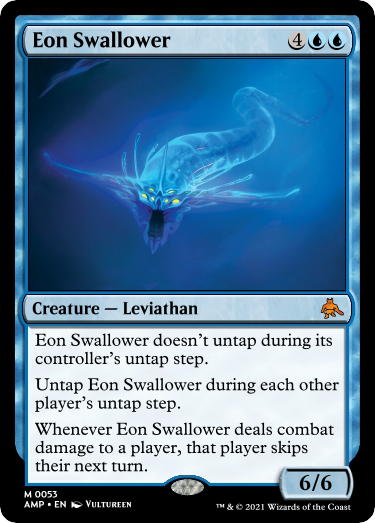 Eon Swallower 4
Creature — Leviathan
Eon Swallower doesn't untap during its
controller's untap step.
Untap Eon Swallower during each other
player's untap step.
Whenever Eon Swallower deals combat
damage to a player, that player skips
their next turn.
6/6
M 0053
AMP • EN VULTUREEN
™ & © 2021 Wizards of the Coast